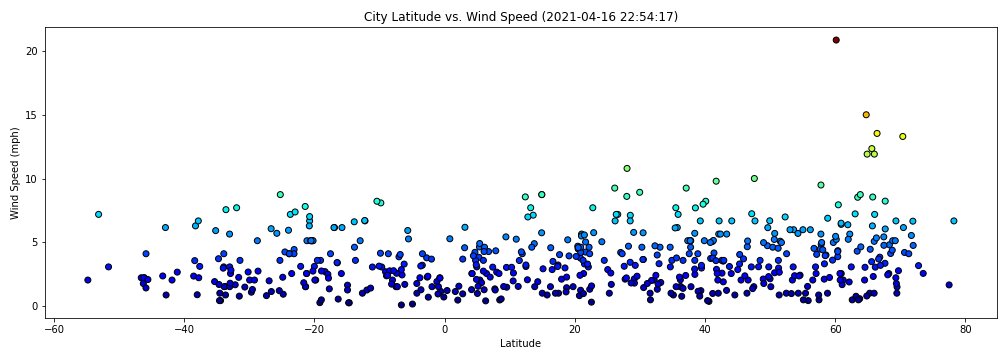 City Latitude vs. Wind Speed (2021-04-16 22:54:17)
Wind Speed (mph)
20
15
10
5
0
−60 −40 −20 0 20 40 60 80
Latitude